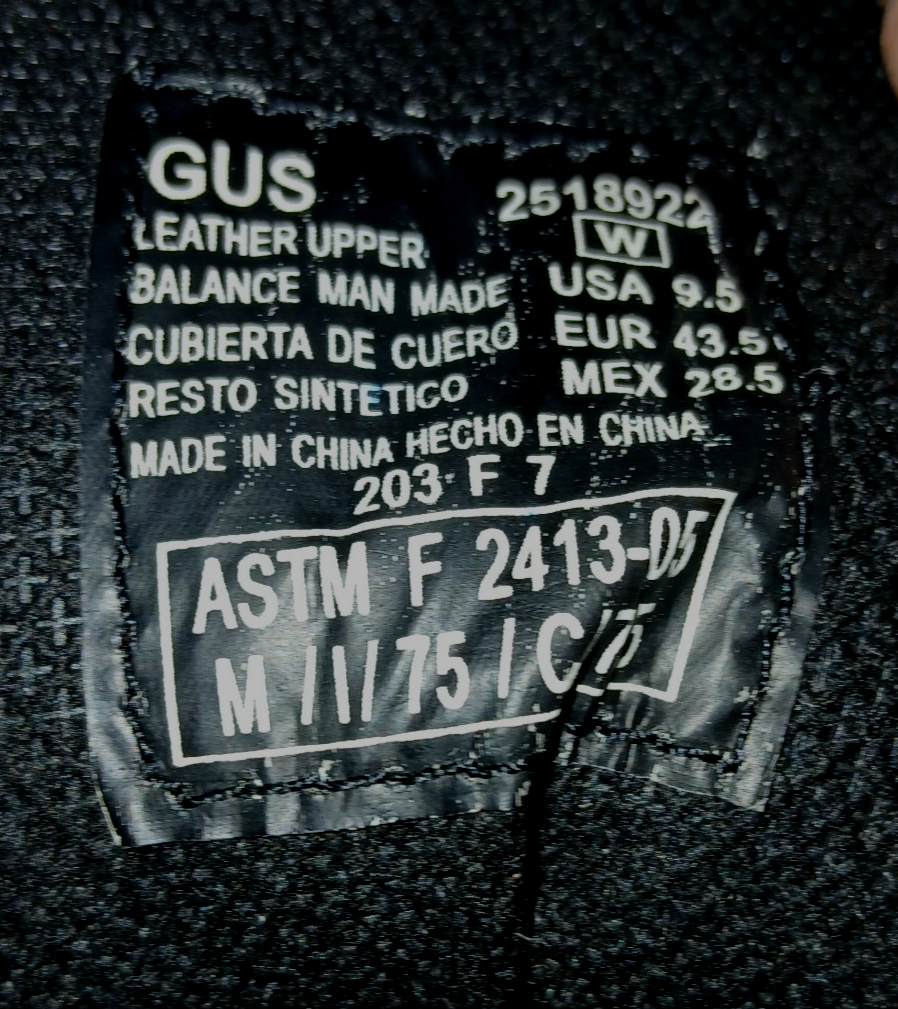 GUS
2518922
W
LEATHER UPPER
BALANCE MAN MADE
CUBIERTA DE CUERO
RESTO SINTETICO
USA 9.5
EUR 43.5
MEX 28.5
MADE IN CHINA HECHO EN CHINA
203 F 7
ASTM F 2413-05
M / I / 75 / C / 75